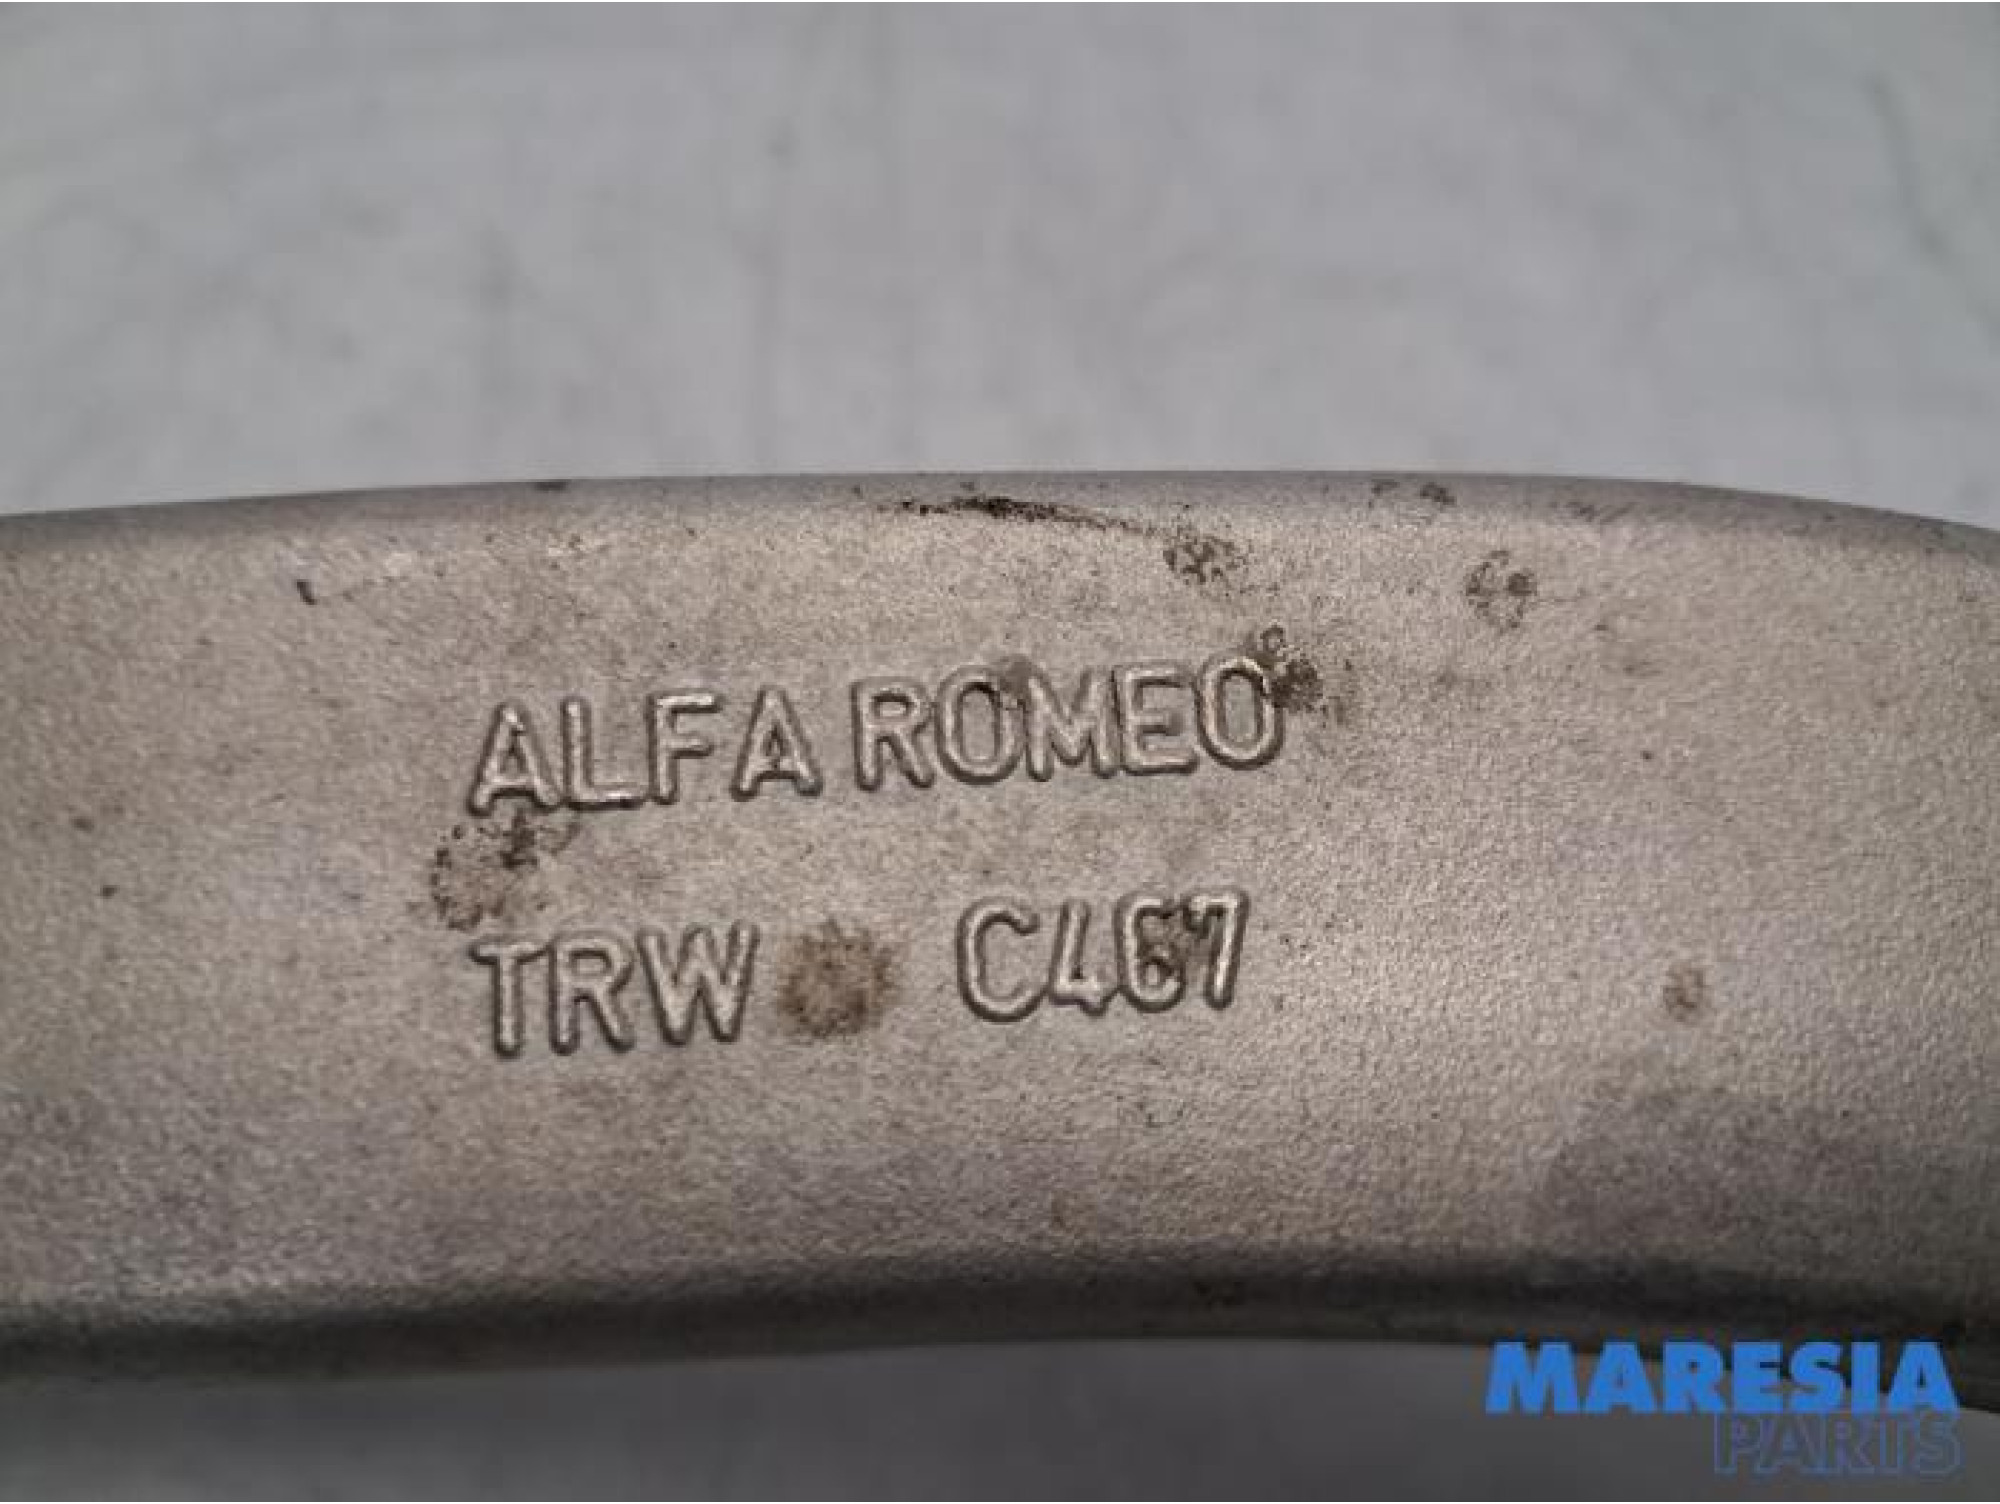 ALFA ROMEO
TRW C467
MARESIA
PARTS